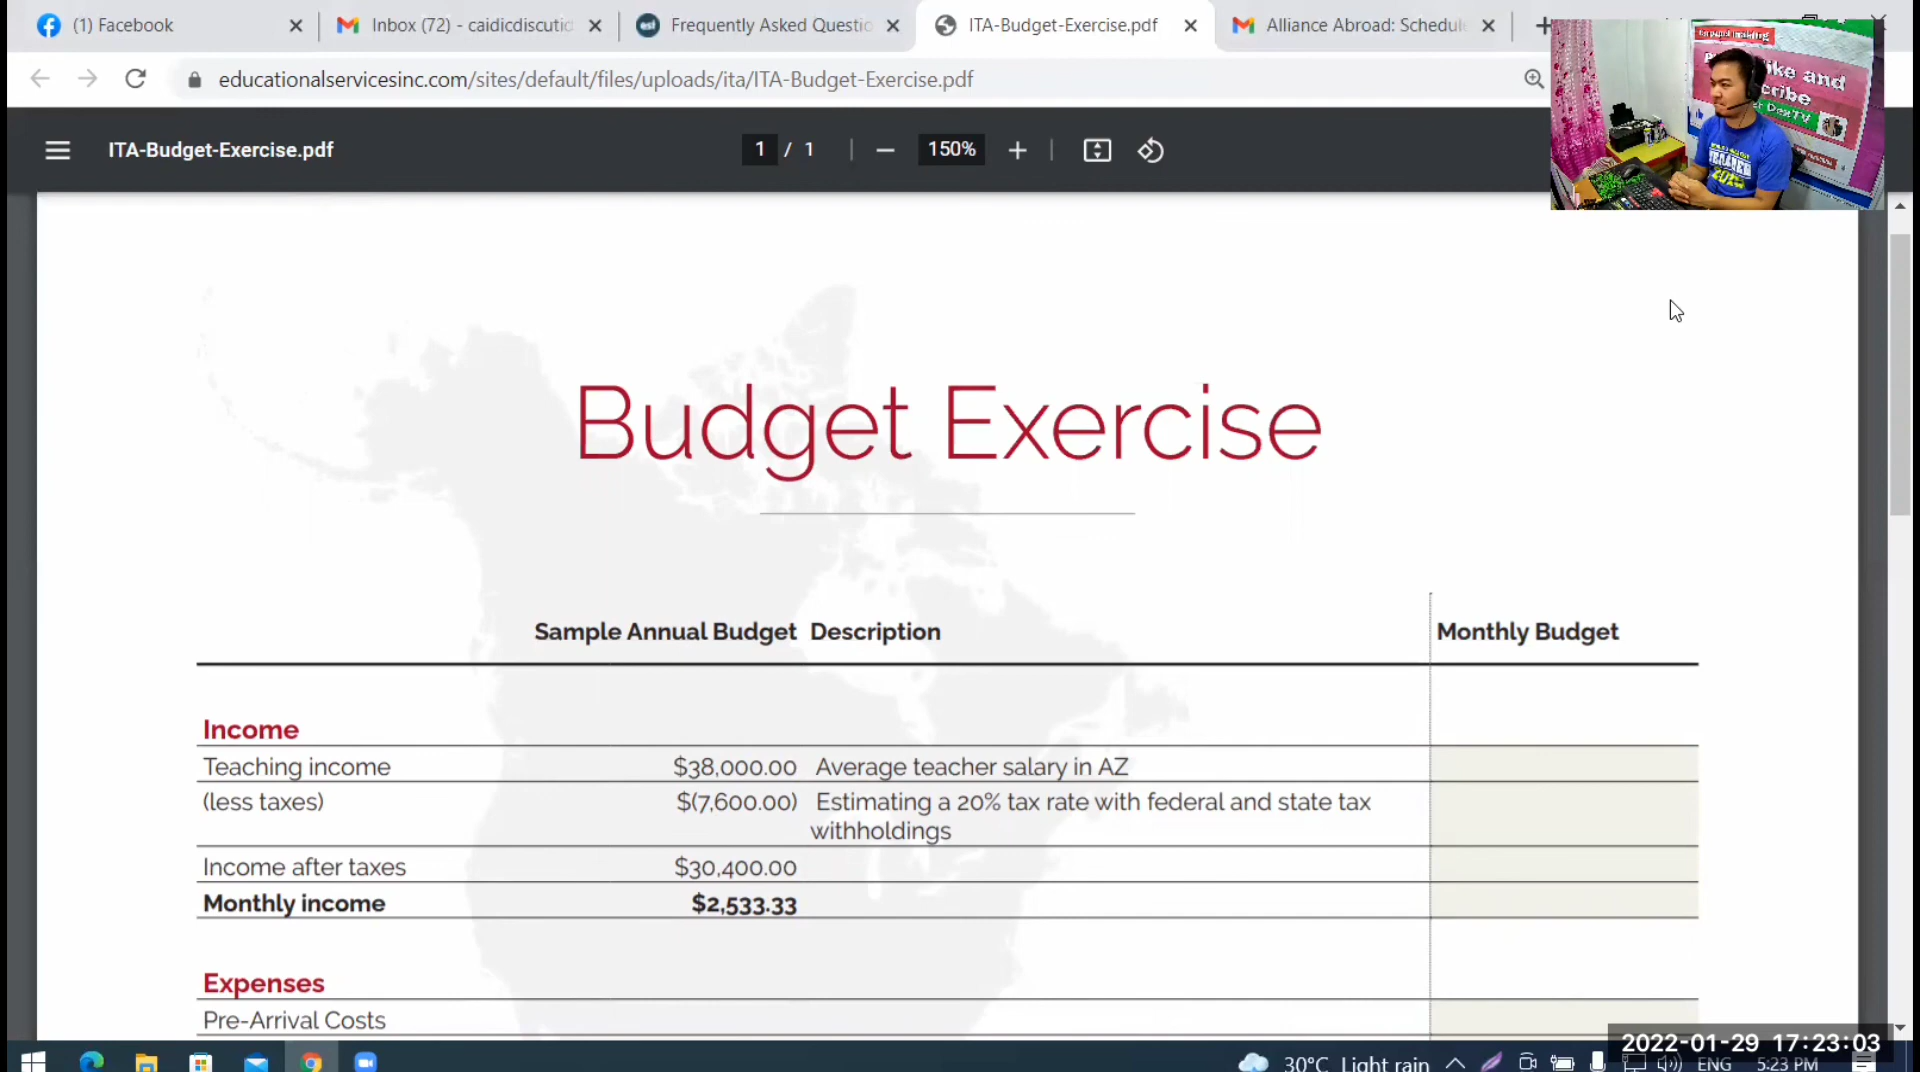 (1) Facebook
Inbox (72) - caidicdiscutic
Frequently Asked Questio
ITA-Budget-Exercise.pdf
Alliance Abroad: Schedule
educationalservicesinc.com/sites/default/files/uploads/ita/ITA-Budget-Exercise.pdf
ITA-Budget-Exercise.pdf
1 / 1
150%
Budget Exercise
Sample Annual Budget Description Monthly Budget
Income
Teaching income $38,000.00 Average teacher salary in AZ
(less taxes) $(7,600.00) Estimating a 20% tax rate with federal and state tax
withholdings
Income after taxes $30,400.00
Monthly income $2,533.33
Expenses
Pre-Arrival Costs
2022-01-29 17:23:03
30°C Light rain ENG 5:23 PM